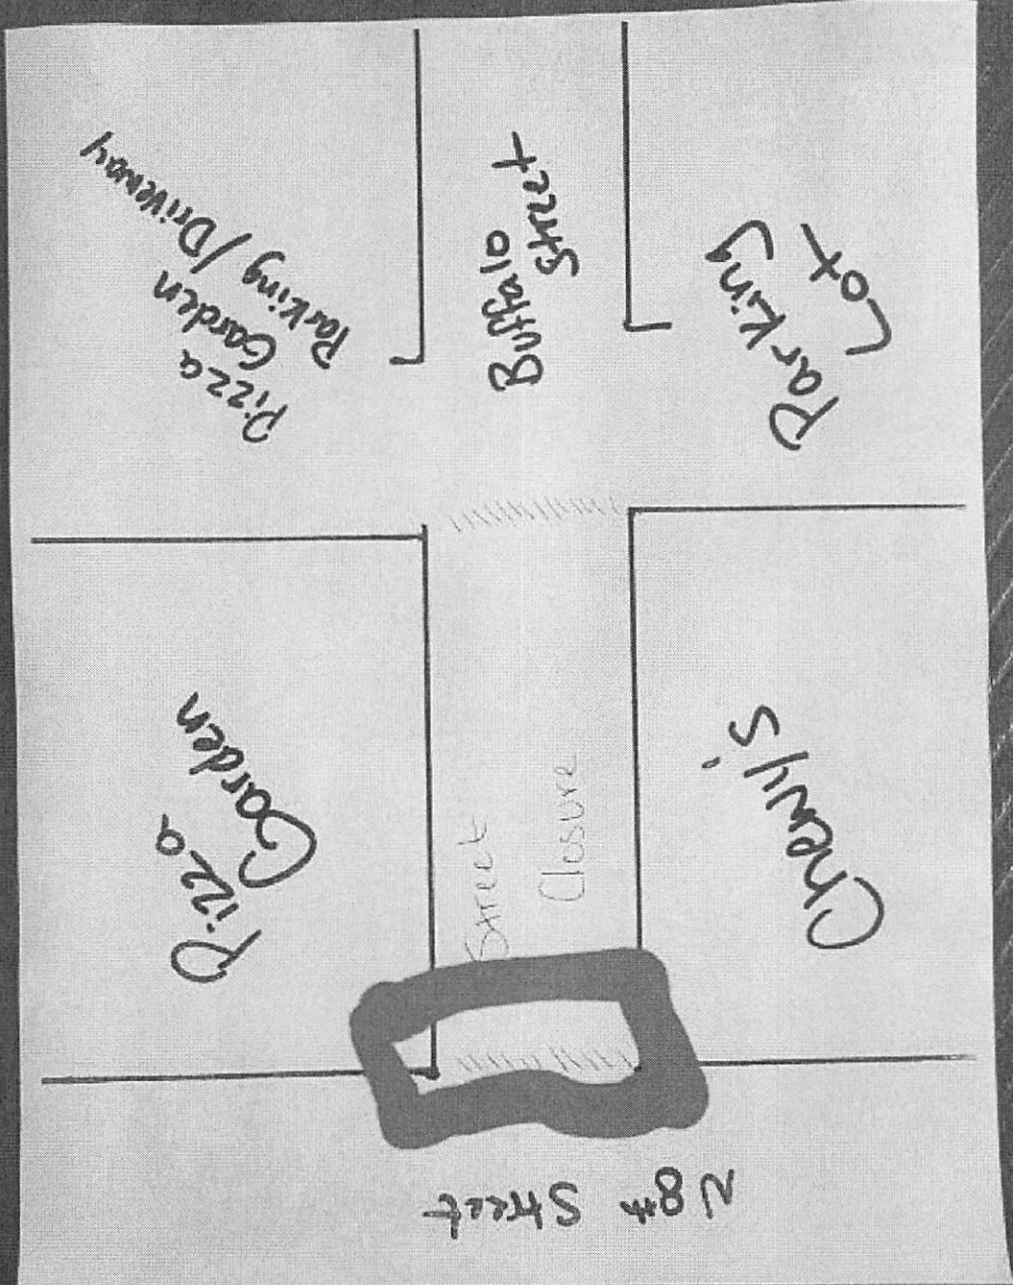 Pizza
Garden
Parking/Driveway
Buffalo
Street
Parking
Lot
Pizza
Garden
Street
Closure
Chewy's
N 8th Street